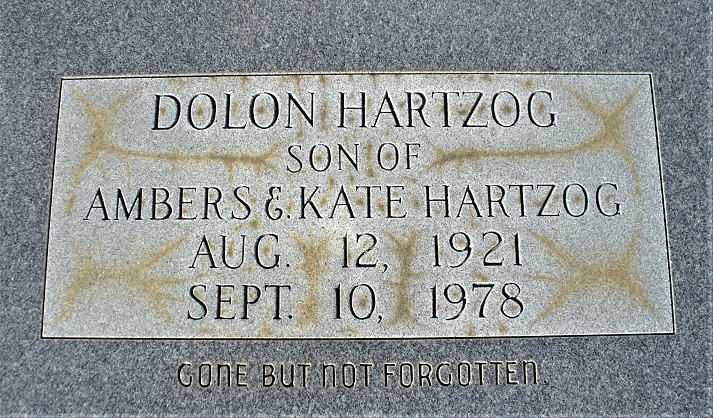 DOLON HARTZOG
SON OF
AMBERS & KATE HARTZOG
AUG. 12, 1921
SEPT. 10, 1978
GONE BUT NOT FORGOTTEN.